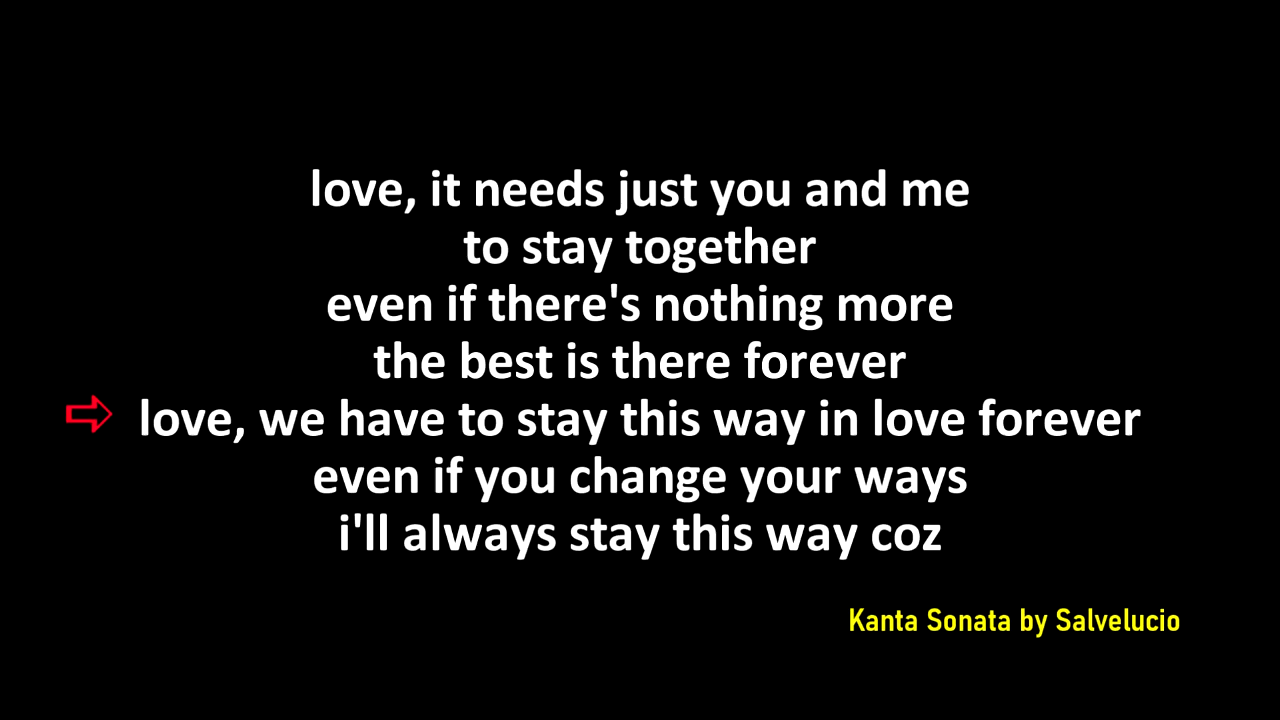 love, it needs just you and me
to stay together
even if there's nothing more
the best is there forever
love, we have to stay this way in love forever
even if you change your ways
i'll always stay this way coz
Kanta Sonata by Salvelucio